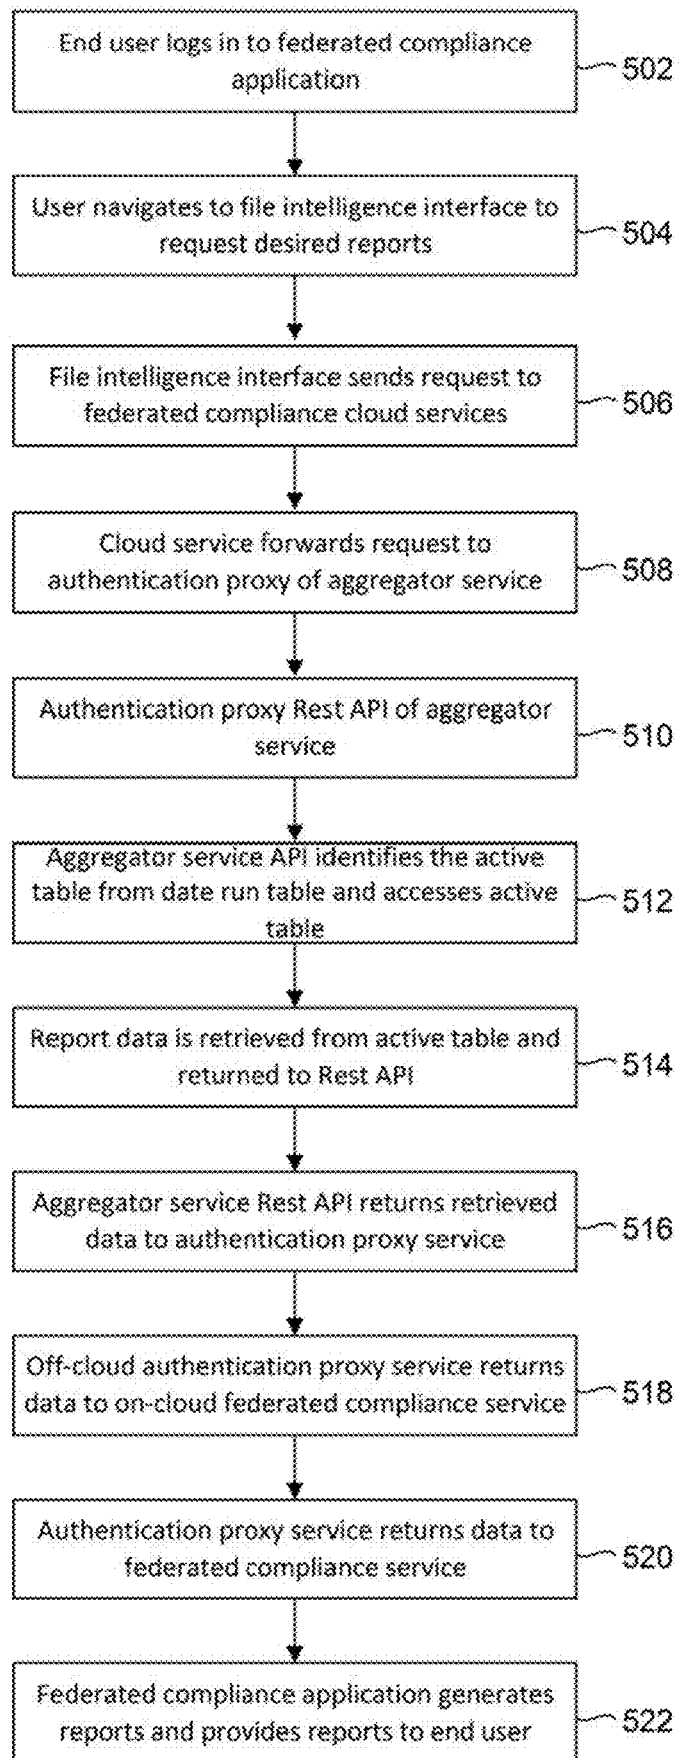 End user logs in to federated compliance
application
502
User navigates to file intelligence interface to
request desired reports
504
File intelligence interface sends request to
federated compliance cloud services
506
Cloud service forwards request to
authentication proxy of aggregator service
508
Authentication proxy Rest API of aggregator
service
510
Aggregator service API identifies the active
table from date run table and accesses active
table
512
Report data is retrieved from active table and
returned to Rest API
514
Aggregator service Rest API returns retrieved
data to authentication proxy service
516
Off-cloud authentication proxy service returns
data to on-cloud federated compliance service
518
Authentication proxy service returns data to
federated compliance service
520
Federated compliance application generates
reports and provides reports to end user
522